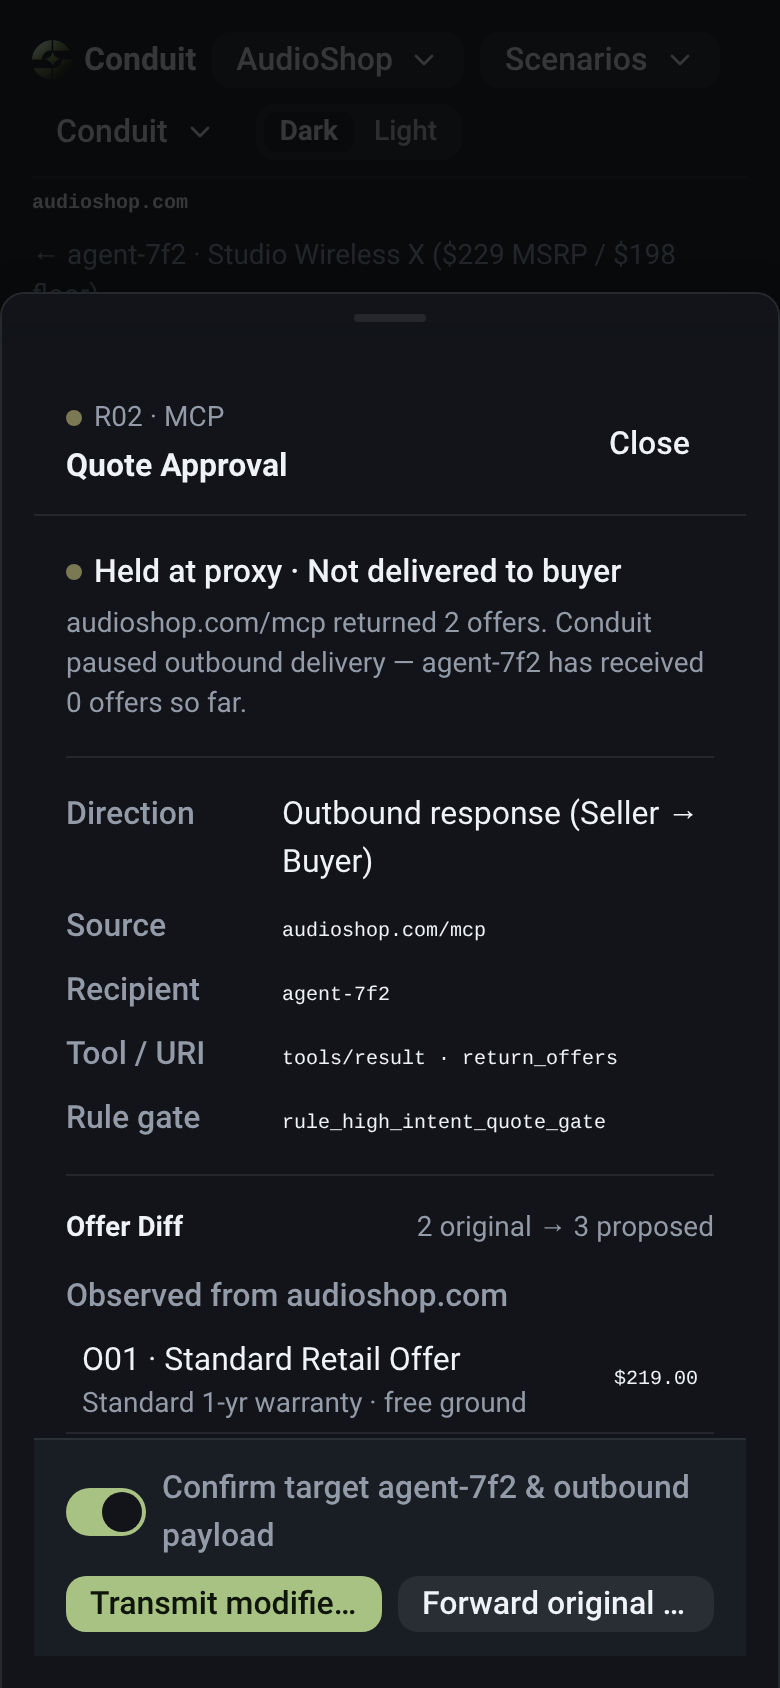 Conduit AudioShop Scenarios
Conduit Dark Light
audioshop.com
← agent-7f2 · Studio Wireless X ($229 MSRP / $198
floor)
R02 · MCP
Quote Approval
Close
Held at proxy · Not delivered to buyer
audioshop.com/mcp returned 2 offers. Conduit
paused outbound delivery — agent-7f2 has received
0 offers so far.
Direction Outbound response (Seller →
Buyer)
Source audioshop.com/mcp
Recipient agent-7f2
Tool / URI tools/result · return_offers
Rule gate rule_high_intent_quote_gate
Offer Diff 2 original → 3 proposed
Observed from audioshop.com
O01 · Standard Retail Offer
$219.00
Standard 1-yr warranty · free ground
Confirm target agent-7f2 & outbound
payload
Transmit modifie... Forward original ...